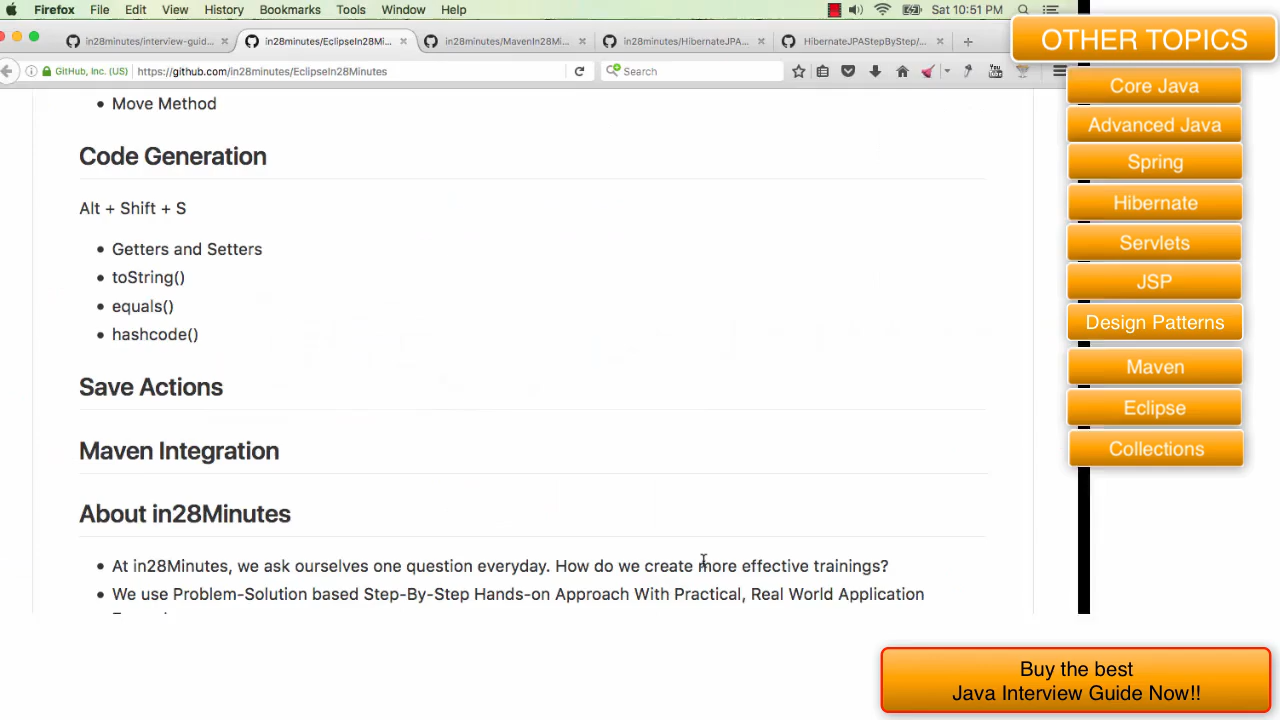 Firefox File Edit View History Bookmarks Tools Window Help Sat 10:51 PM
in28minutes/interview-guid... in28minutes/EclipseIn28Mi... in28minutes/MavenIn28Mi... in28minutes/HibernateJPA... HibernateJPAStepByStep/...
GitHub, Inc. (US) https://github.com/in28minutes/EclipseIn28Minutes Search
Move Method
Code Generation
Alt + Shift + S
Getters and Setters
toString()
equals()
hashcode()
Save Actions
Maven Integration
About in28Minutes
At in28Minutes, we ask ourselves one question everyday. How do we create more effective trainings?
We use Problem-Solution based Step-By-Step Hands-on Approach With Practical, Real World Application
OTHER TOPICS
Core Java
Advanced Java
Spring
Hibernate
Servlets
JSP
Design Patterns
Maven
Eclipse
Collections
Buy the best
Java Interview Guide Now!!